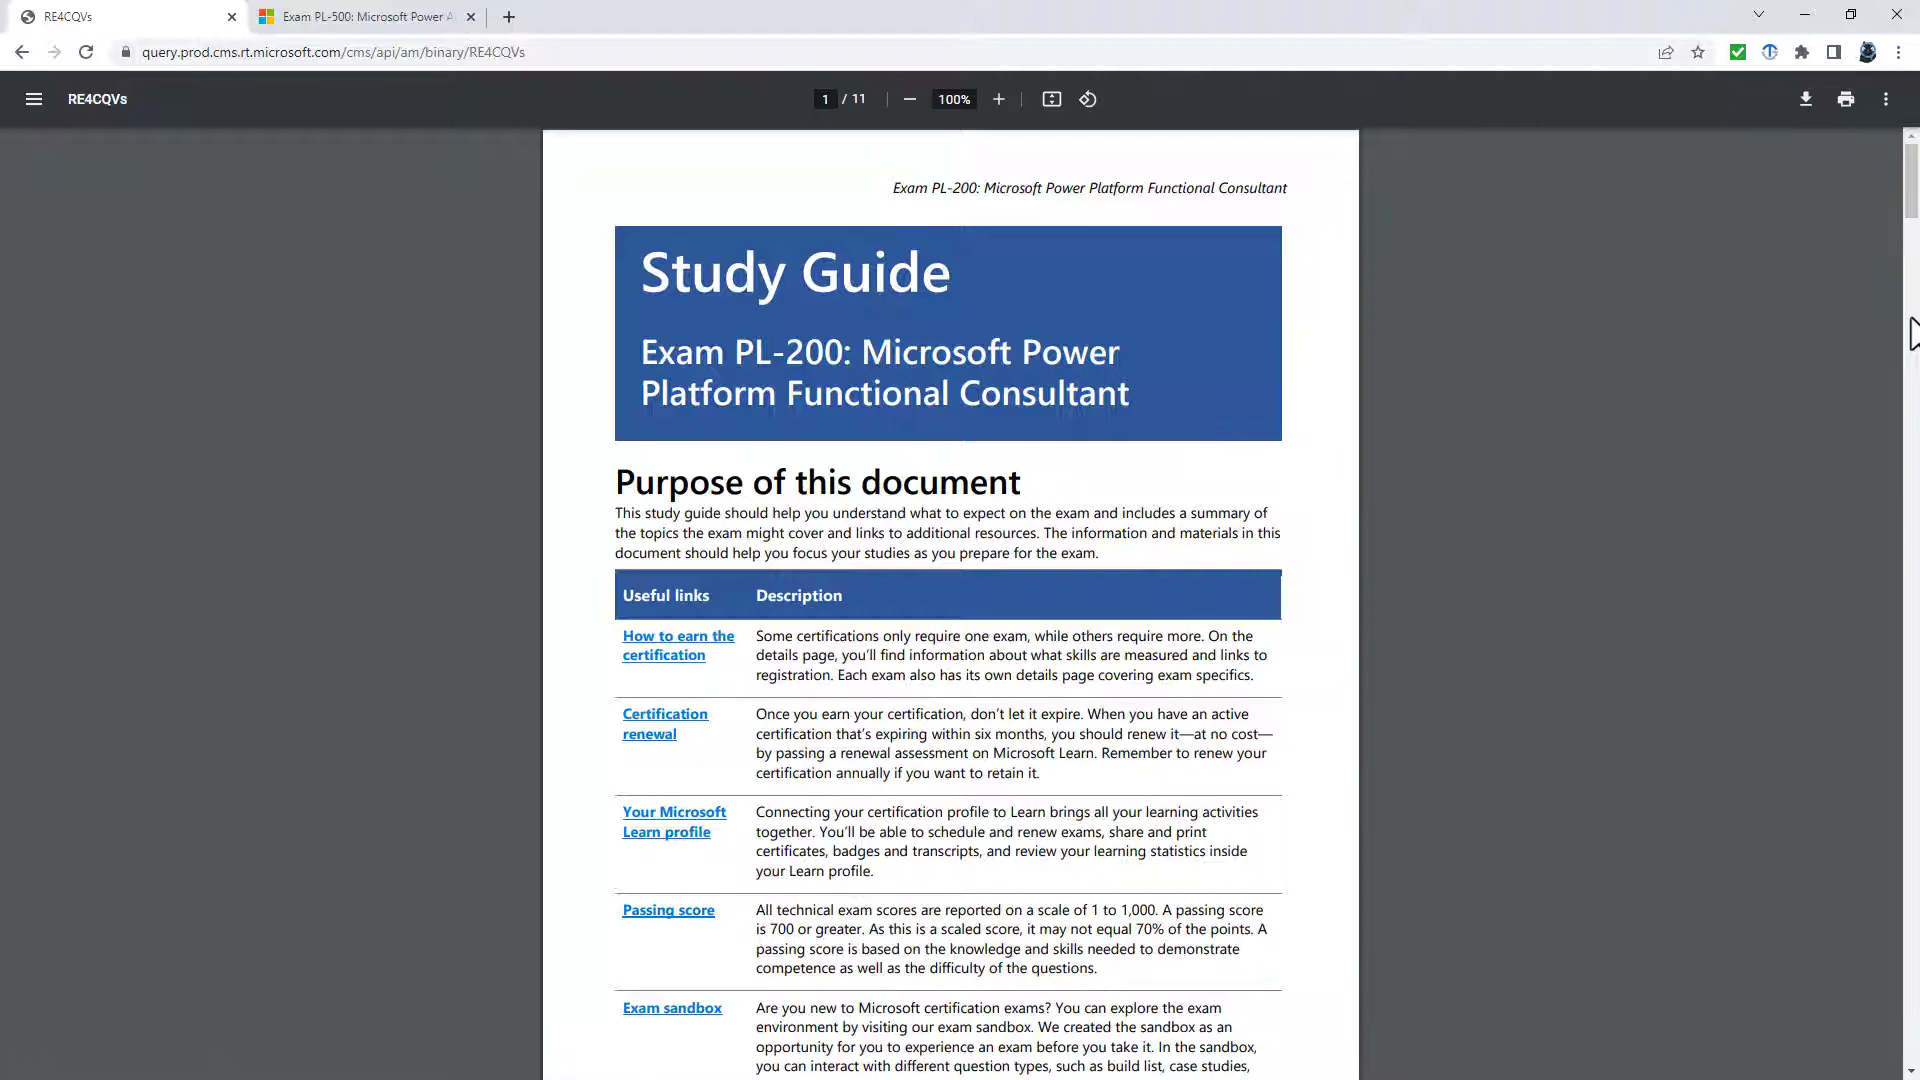 RE4CQVs
Exam PL-500: Microsoft Power A
query.prod.cms.rt.microsoft.com/cms/api/am/binary/RE4CQVs
RE4CQVs
1 / 11
100%
Exam PL-200: Microsoft Power Platform Functional Consultant
Study Guide
Exam PL-200: Microsoft Power
Platform Functional Consultant
Purpose of this document
This study guide should help you understand what to expect on the exam and includes a summary of
the topics the exam might cover and links to additional resources. The information and materials in this
document should help you focus your studies as you prepare for the exam.
Useful links Description
How to earn the Some certifications only require one exam, while others require more. On the
certification details page, you’ll find information about what skills are measured and links to
registration. Each exam also has its own details page covering exam specifics.
Certification Once you earn your certification, don’t let it expire. When you have an active
renewal certification that’s expiring within six months, you should renew it—at no cost—
by passing a renewal assessment on Microsoft Learn. Remember to renew your
certification annually if you want to retain it.
Your Microsoft Connecting your certification profile to Learn brings all your learning activities
Learn profile together. You’ll be able to schedule and renew exams, share and print
certificates, badges and transcripts, and review your learning statistics inside
your Learn profile.
Passing score All technical exam scores are reported on a scale of 1 to 1,000. A passing score
is 700 or greater. As this is a scaled score, it may not equal 70% of the points. A
passing score is based on the knowledge and skills needed to demonstrate
competence as well as the difficulty of the questions.
Exam sandbox Are you new to Microsoft certification exams? You can explore the exam
environment by visiting our exam sandbox. We created the sandbox as an
opportunity for you to experience an exam before you take it. In the sandbox,
you can interact with different question types, such as build list, case studies,